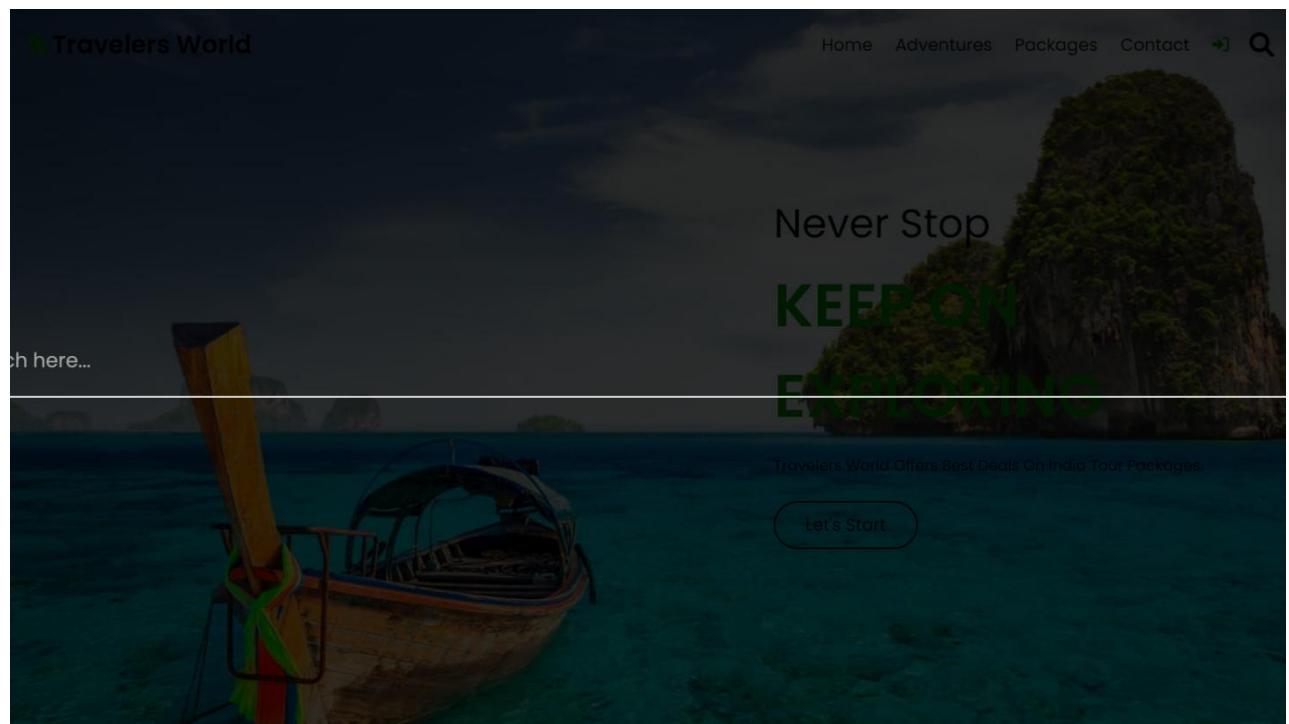 Travelers World
Home Adventures Packages Contact
Never Stop
KEEP ON
ch here...
EXPLORING
Travelers World Offers Best Deals On India Tour Packages.
Let's Start